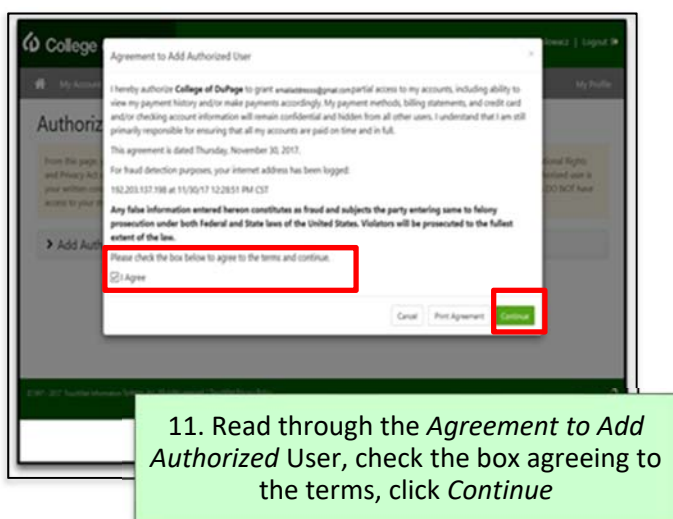 College
Agreement to Add Authorized User
| Logout
My Account
My Profile
I hereby authorize College of DuPage to grant partial access to my accounts, including ability to
view my payment history and/or make payments accordingly. My payment methods, billing statements, and credit card
and/or checking account information will remain confidential and hidden from all other users. I understand that I am still
primarily responsible for ensuring that all my accounts are paid on time and in full.
This agreement is dated Thursday, November 30, 2017.
For fraud detection purposes, your internet address has been logged:
192.203.137.198 at 11/30/17 12:28:51 PM CST
Any false information entered hereon constitutes as fraud and subjects the party entering same to felony
prosecution under both Federal and State laws of the United States. Violators will be prosecuted to the fullest
extent of the law.
Please check the box below to agree to the terms and continue.
I Agree
Cancel Print Agreement Continue
Authoriz
From this page,
and Privacy Act
your written con
access to your
ional Rights
horized user is
DO NOT have
Add Auth
11. Read through the Agreement to Add
Authorized User, check the box agreeing to
the terms, click Continue